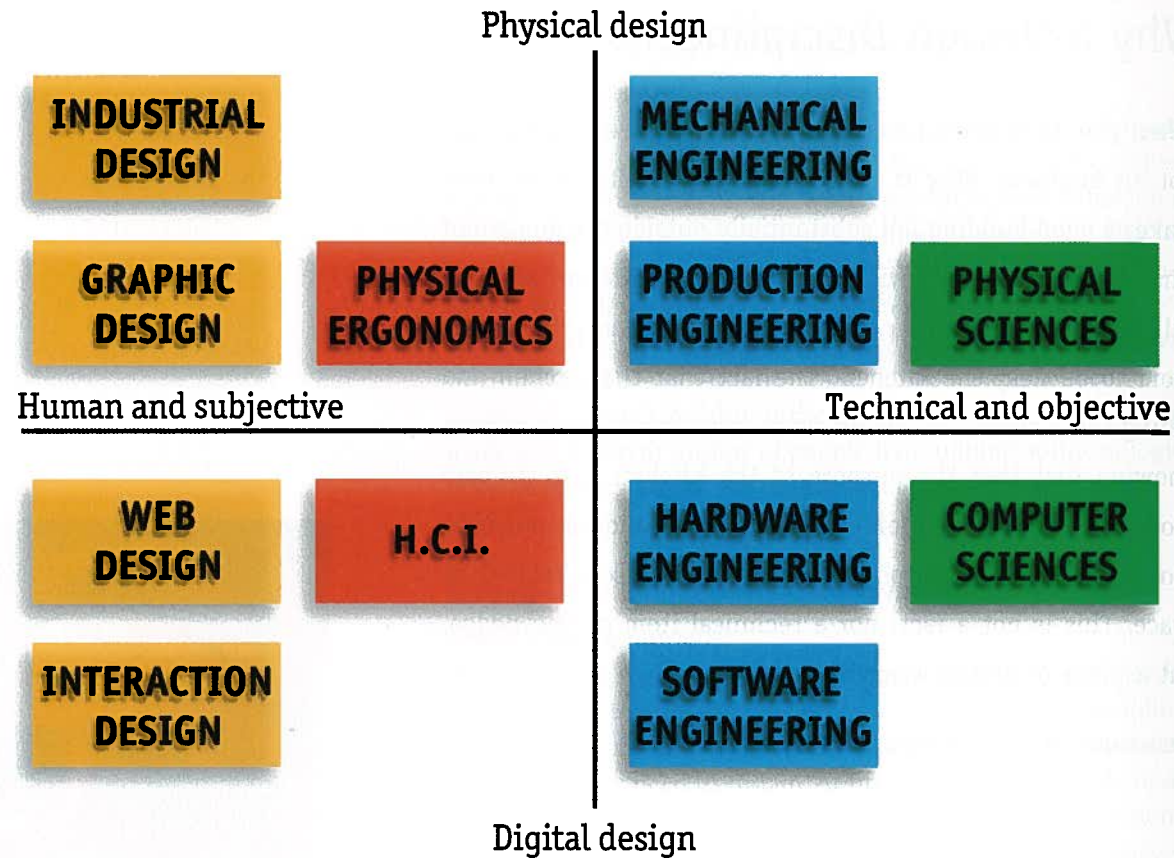 Physical design
INDUSTRIAL
DESIGN
MECHANICAL
ENGINEERING
GRAPHIC
DESIGN
PHYSICAL
ERGONOMICS
PRODUCTION
ENGINEERING
PHYSICAL
SCIENCES
Human and subjective
Technical and objective
WEB
DESIGN
H.C.I.
HARDWARE
ENGINEERING
COMPUTER
SCIENCES
INTERACTION
DESIGN
SOFTWARE
ENGINEERING
Digital design